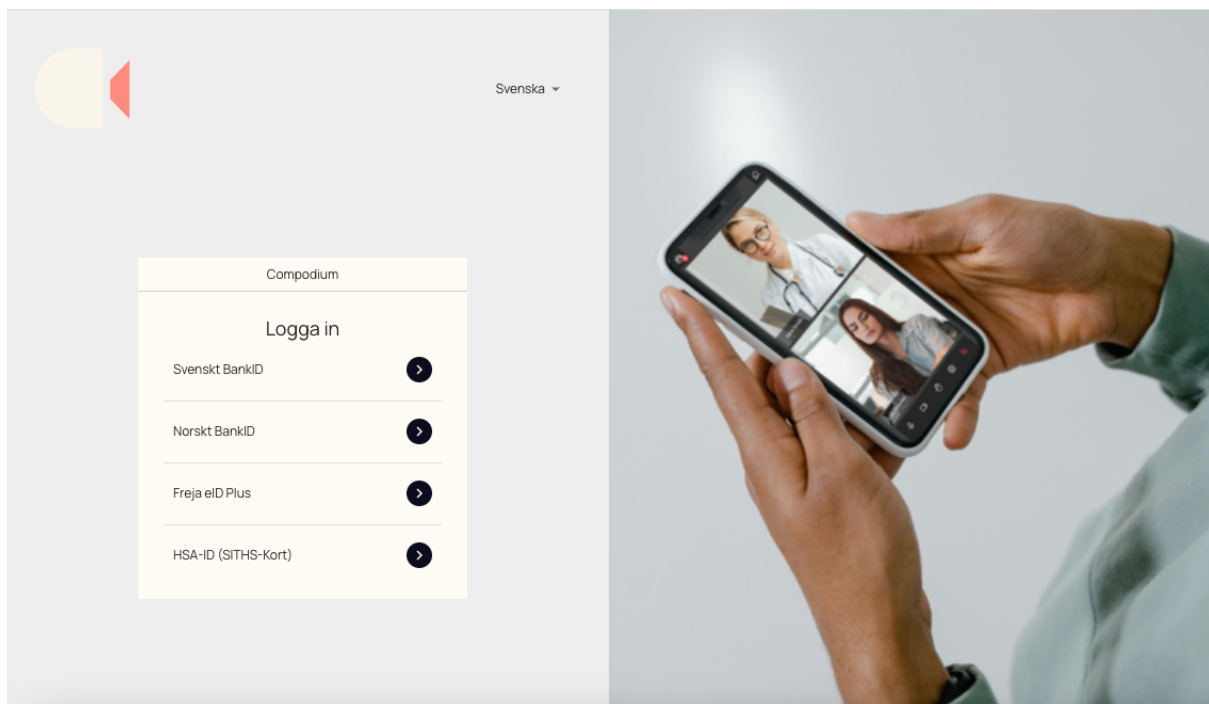 Svenska
Compodium
Logga in
Svenskt BankID
Norskt BankID
Freja eID Plus
HSA-ID (SITHS-Kort)